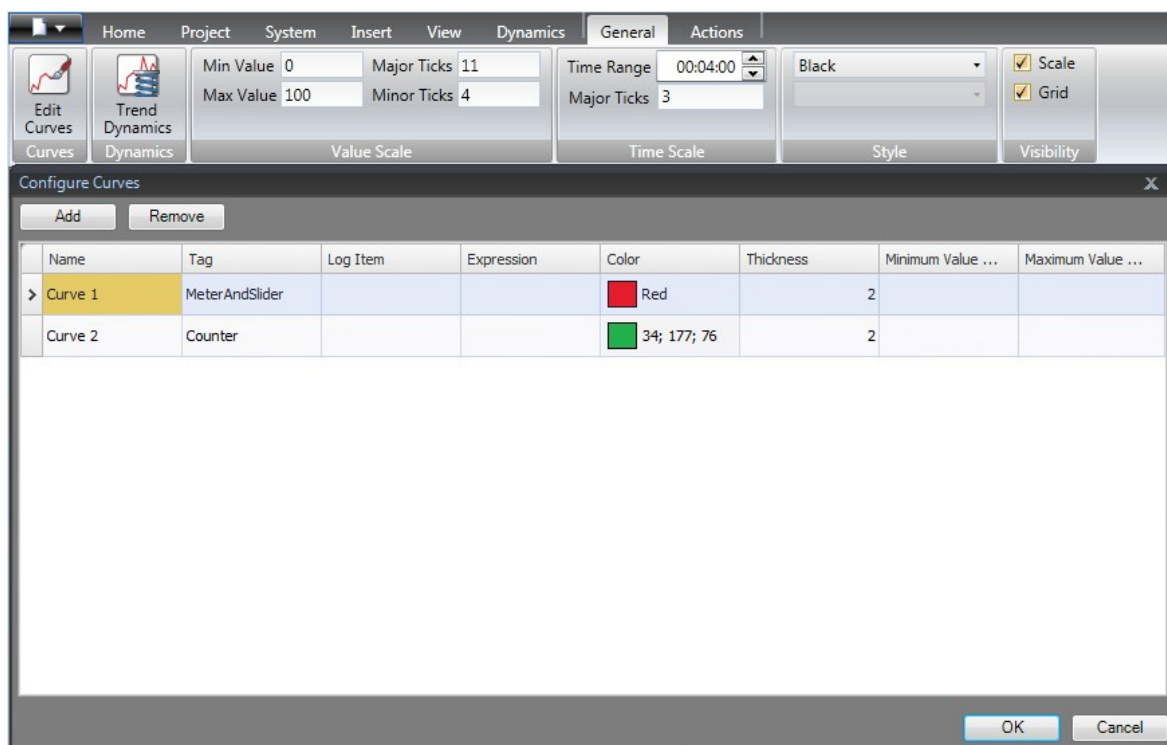 Home Project System Insert View Dynamics General Actions
Min Value 0 Major Ticks 11 Time Range 00:04:00 Black Scale
Max Value 100 Minor Ticks 4 Major Ticks 3 Grid
Edit Curves
Trend Dynamics
Curves Dynamics Value Scale Time Scale Style Visibility
Configure Curves X
Add Remove
Name Tag Log Item Expression Color Thickness Minimum Value ... Maximum Value ...
Curve 1 MeterAndSlider Red 2
Curve 2 Counter 34; 177; 76 2
OK Cancel